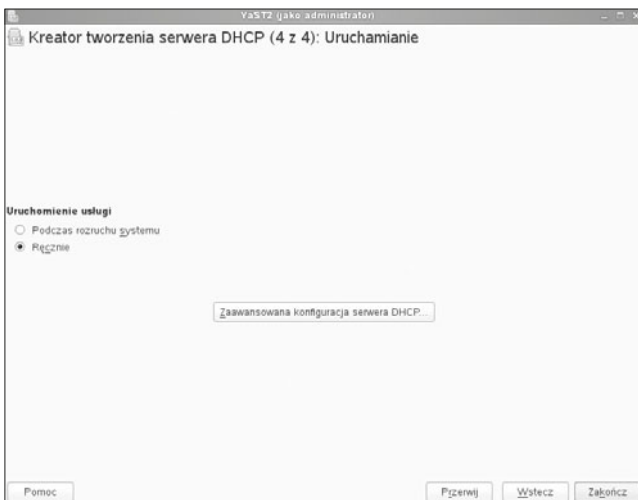 YaST2 (jako administrator)
Kreator tworzenia serwera DHCP (4 z 4): Uruchamianie
Uruchomienie usługi
Podczas rozruchu systemu
Ręcznie
Zaawansowana konfiguracja serwera DHCP...
Pomoc
Przerwij
Wstecz
Zakończ